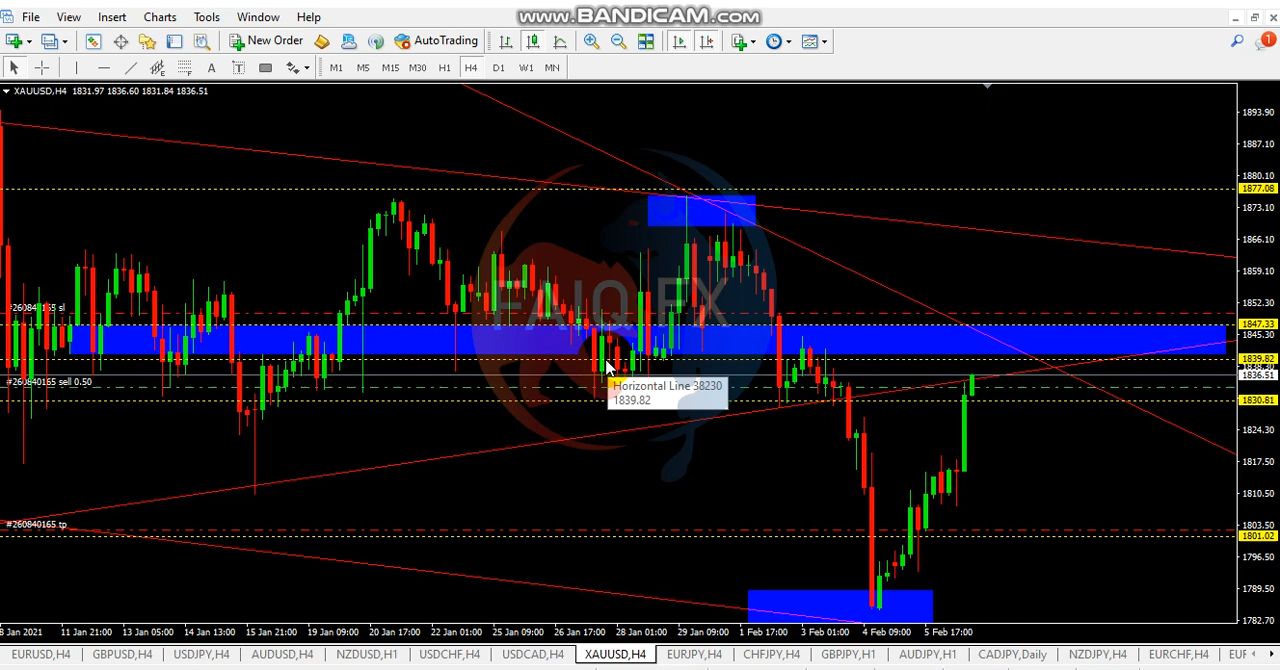 www.BANDICAM.com
File View Insert Charts Tools Window Help
New Order AutoTrading 1
A T M1 M5 M15 M30 H1 H4 D1 W1 MN
XAUUSD,H4 1831.97 1836.60 1831.84 1836.51
1893.90
1887.10
1880.10
1877.08
1873.10
1866.10
1859.10
FAIQ FX
1852.30
#260840165 sl
1847.33
1845.30
1839.82
1836.51
#260840165 sell 0.50
Horizontal Line 38230
1839.82
1830.81
1824.30
1817.50
1810.50
#260840165 tp
1803.50
1801.02
1796.50
1789.50
1782.70
8 Jan 2021 11 Jan 21:00 13 Jan 05:00 14 Jan 13:00 15 Jan 21:00 19 Jan 09:00 20 Jan 17:00 22 Jan 01:00 25 Jan 09:00 26 Jan 17:00 28 Jan 01:00 29 Jan 09:00 1 Feb 17:00 3 Feb 01:00 4 Feb 09:00 5 Feb 17:00
EURUSD,H4 GBPUSD,H4 USDJPY,H4 AUDUSD,H4 NZDUSD,H1 USDCHF,H4 USDCAD,H4 XAUUSD,H4 EURJPY,H4 CHFJPY,H4 GBPJPY,H1 AUDJPY,H1 CADJPY,Daily NZDJPY,H4 EURCHF,H4 EUF